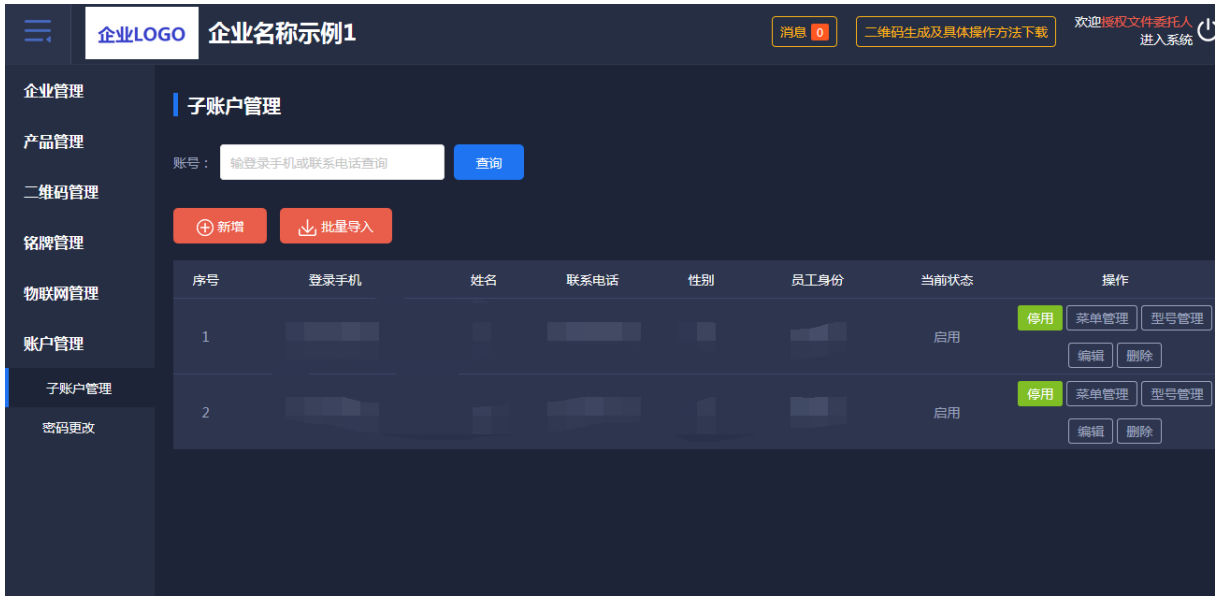 企业LOGO 企业名称示例1 消息 0 二维码生成及具体操作方法下载 欢迎授权文件委托人
进入系统
企业管理
产品管理
二维码管理
铭牌管理
物联网管理
账户管理
子账户管理
密码更改
子账户管理
账号： 输登录手机或联系电话查询 查询
新增 批量导入
序号 登录手机 姓名 联系电话 性别 员工身份 当前状态 操作
1 启用 停用 菜单管理 型号管理
编辑 删除
2 启用 停用 菜单管理 型号管理
编辑 删除